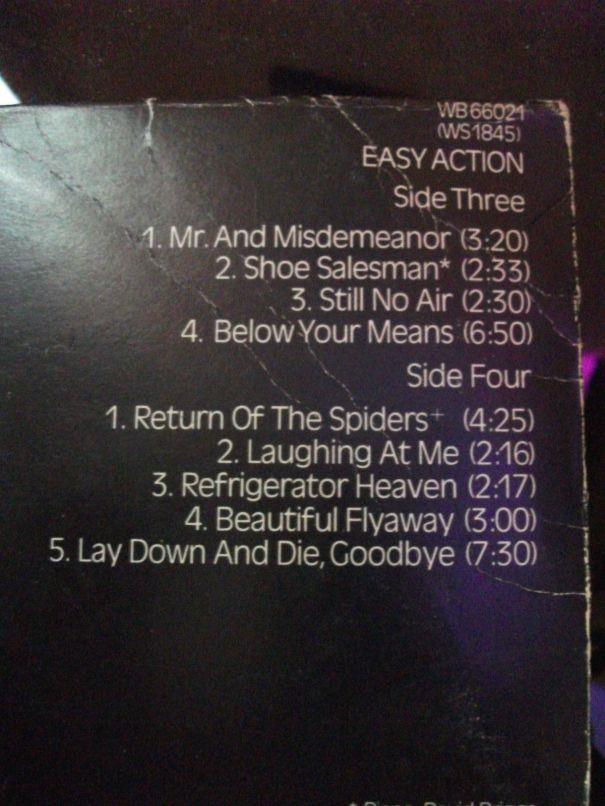 WB 66021
(WS1845)
EASY ACTION
Side Three
1. Mr. And Misdemeanor (3:20)
2. Shoe Salesman* (2:33)
3. Still No Air (2:30)
4. Below Your Means (6:50)
Side Four
1. Return Of The Spiders+ (4:25)
2. Laughing At Me (2:16)
3. Refrigerator Heaven (2:17)
4. Beautiful Flyaway (3:00)
5. Lay Down And Die, Goodbye (7:30)